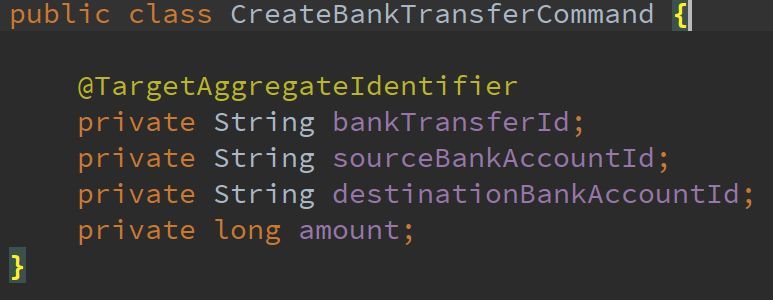 public class CreateBankTransferCommand {
@TargetAggregateIdentifier
private String bankTransferId;
private String sourceBankAccountId;
private String destinationBankAccountId;
private long amount;
}